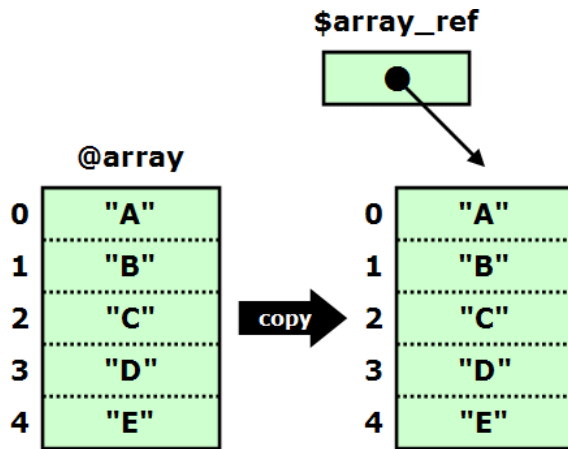 $array_ref
@array
0 "A"
1 "B"
2 "C"
3 "D"
4 "E"
copy
0 "A"
1 "B"
2 "C"
3 "D"
4 "E"